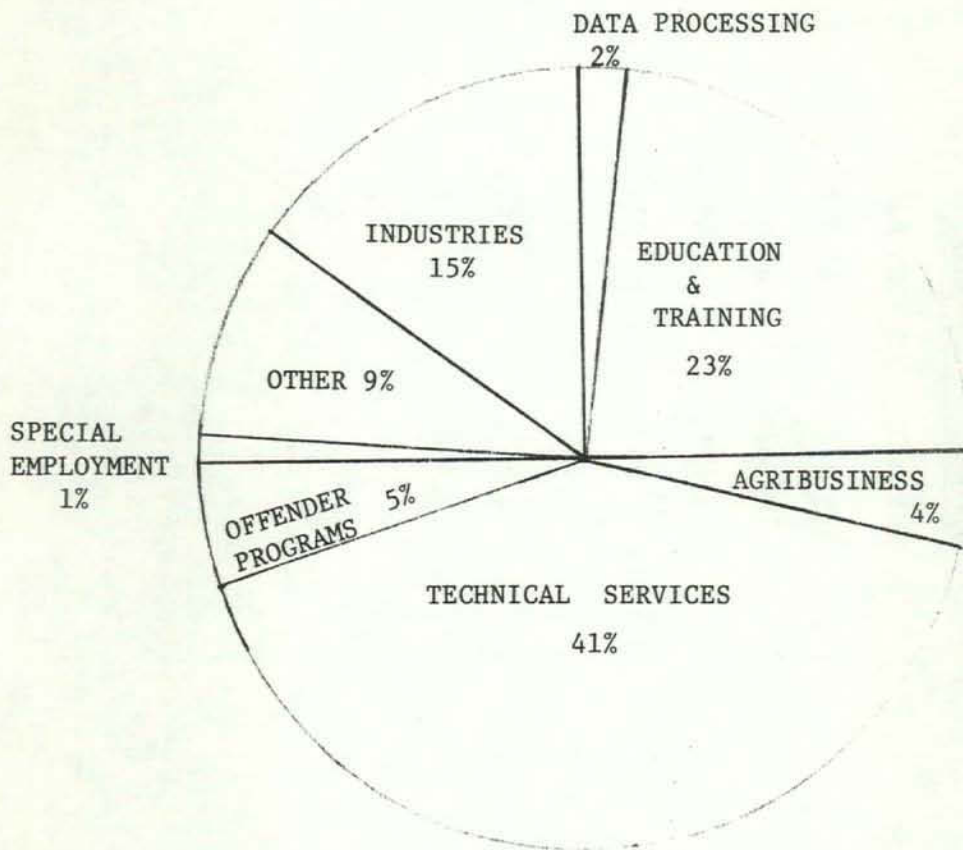 DATA PROCESSING
2%
INDUSTRIES
15%
EDUCATION
&
TRAINING
23%
OTHER 9%
SPECIAL
EMPLOYMENT
1%
OFFENDER 5%
PROGRAMS
AGRIBUSINESS
4%
TECHNICAL SERVICES
41%